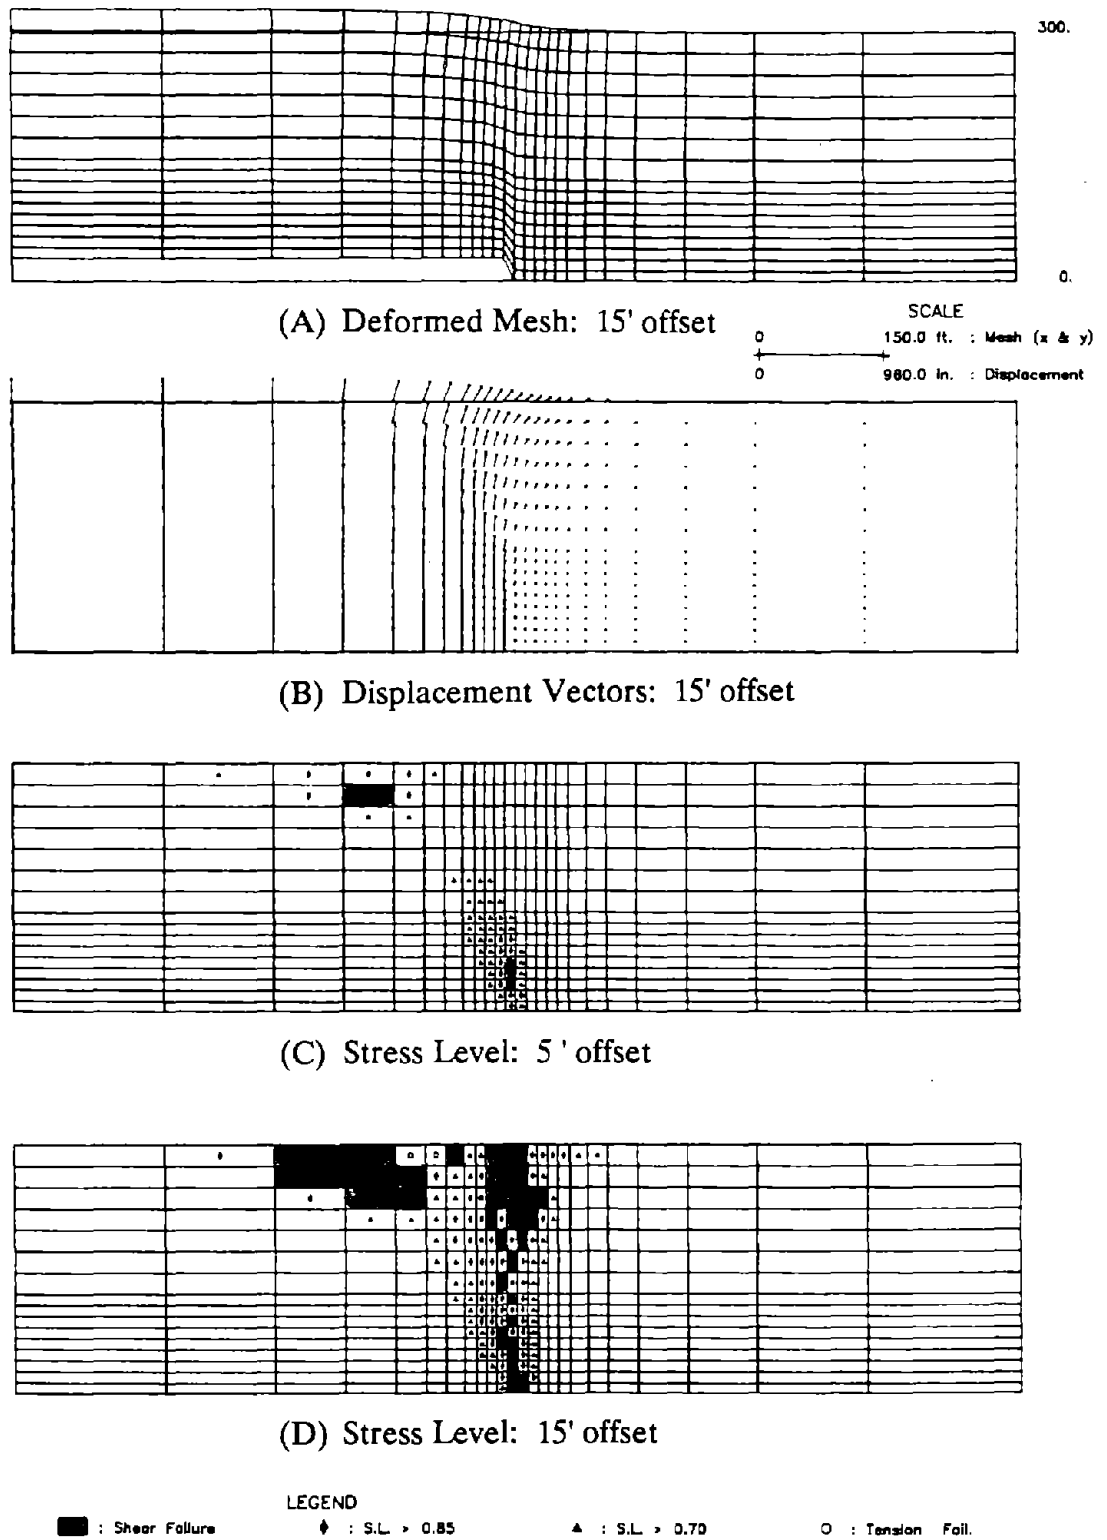 300.
0.
(A) Deformed Mesh: 15' offset
SCALE
0 150.0 ft. : Mesh (x & y)
0 980.0 in. : Displacement
(B) Displacement Vectors: 15' offset
(C) Stress Level: 5 ' offset
(D) Stress Level: 15' offset
LEGEND
: Shear Failure : S.L. > 0.85 : S.L. > 0.70 : Tension Fail.